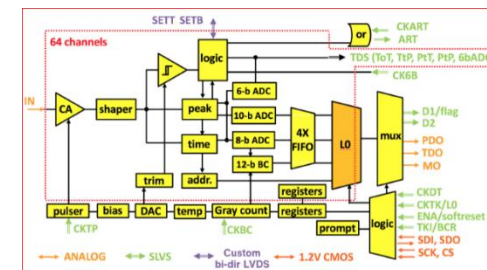 SETT SETB
64 channels
or
CKART
ART
logic
TDS (ToT, TtP, PtT, PtP, 6bADC
CK6B
6-b ADC
IN
CA
shaper
peak
10-b ADC
time
8-b ADC
4X
FIFO
L0
mux
D1/flag
D2
PDO
TDO
MO
12-b BC
trim
addr.
registers
CKDT
CKTK/L0
ENA/softreset
TKI/BCR
SDI, SDO
SCK, CS
pulser
bias
DAC
temp
Gray count
registers
logic
prompt
CKTP
CKBC
ANALOG
SLVS
Custom
bi-dir LVDS
1.2V CMOS